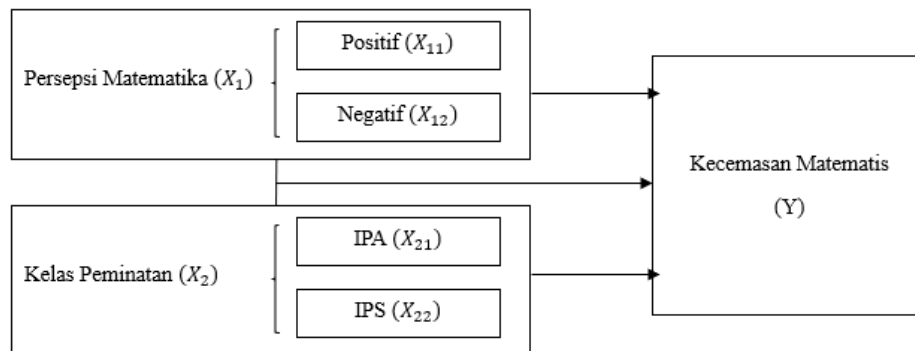 Positif (𝑋₁₁)
Persepsi Matematika (𝑋₁)
Negatif (𝑋₁₂)
Kecemasan Matematis
(Y)
IPA (𝑋₂₁)
Kelas Peminatan (𝑋₂)
IPS (𝑋₂₂)